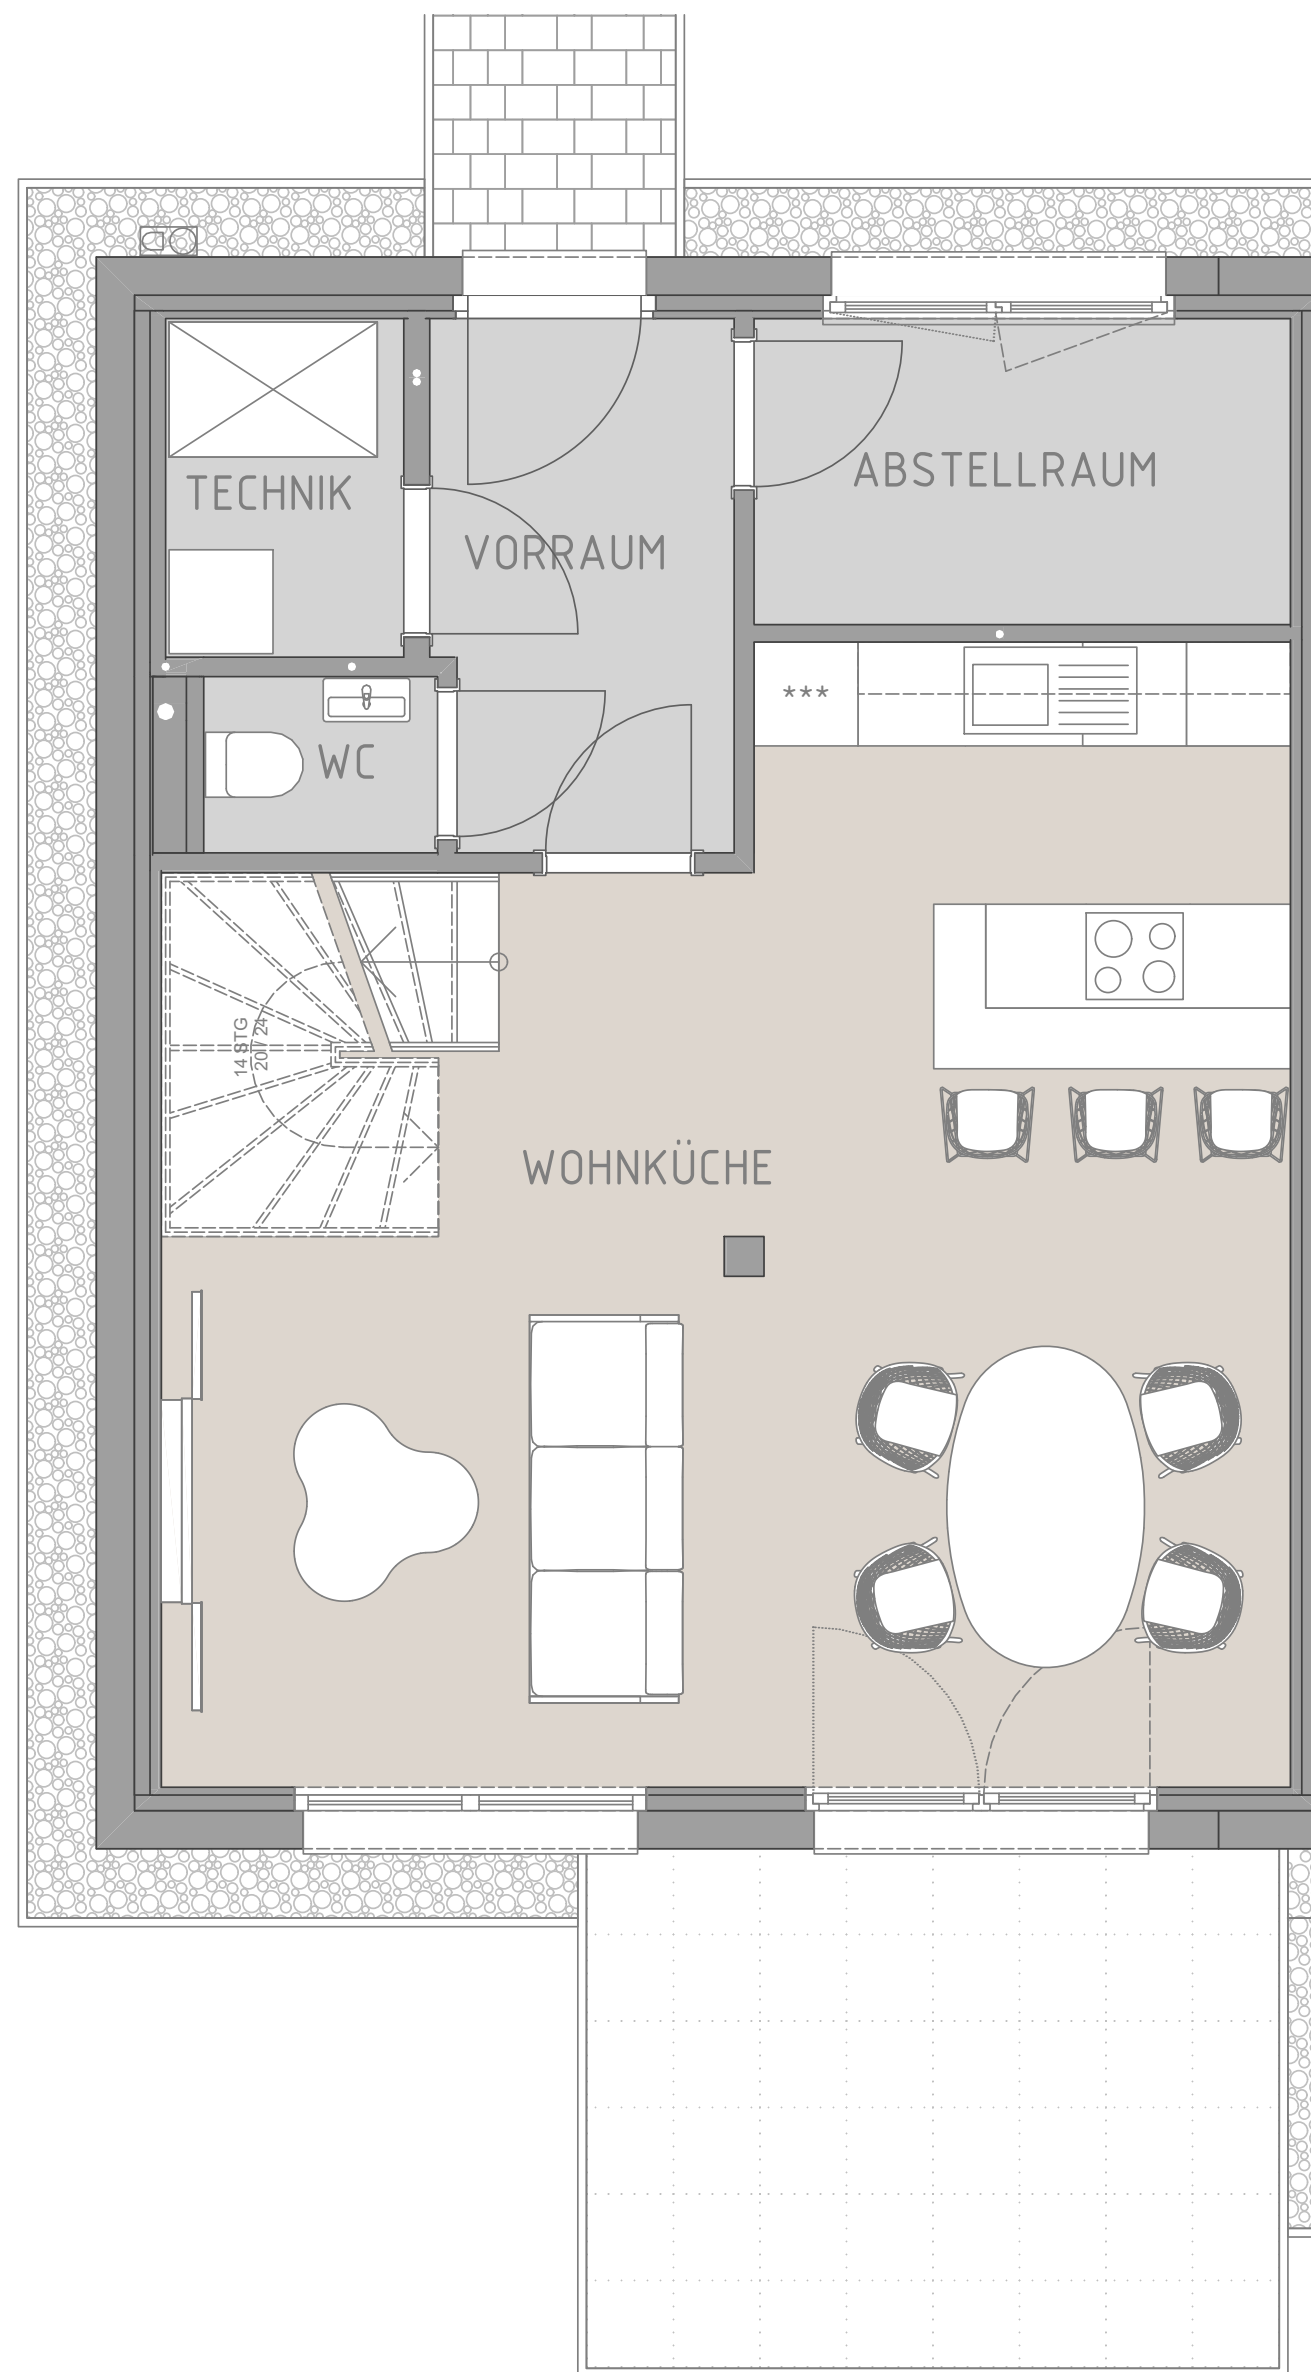 TECHNIK
ABSTELLRAUM
VORRAUM
***
WC
14 STG
20 / 24
WOHNKÜCHE